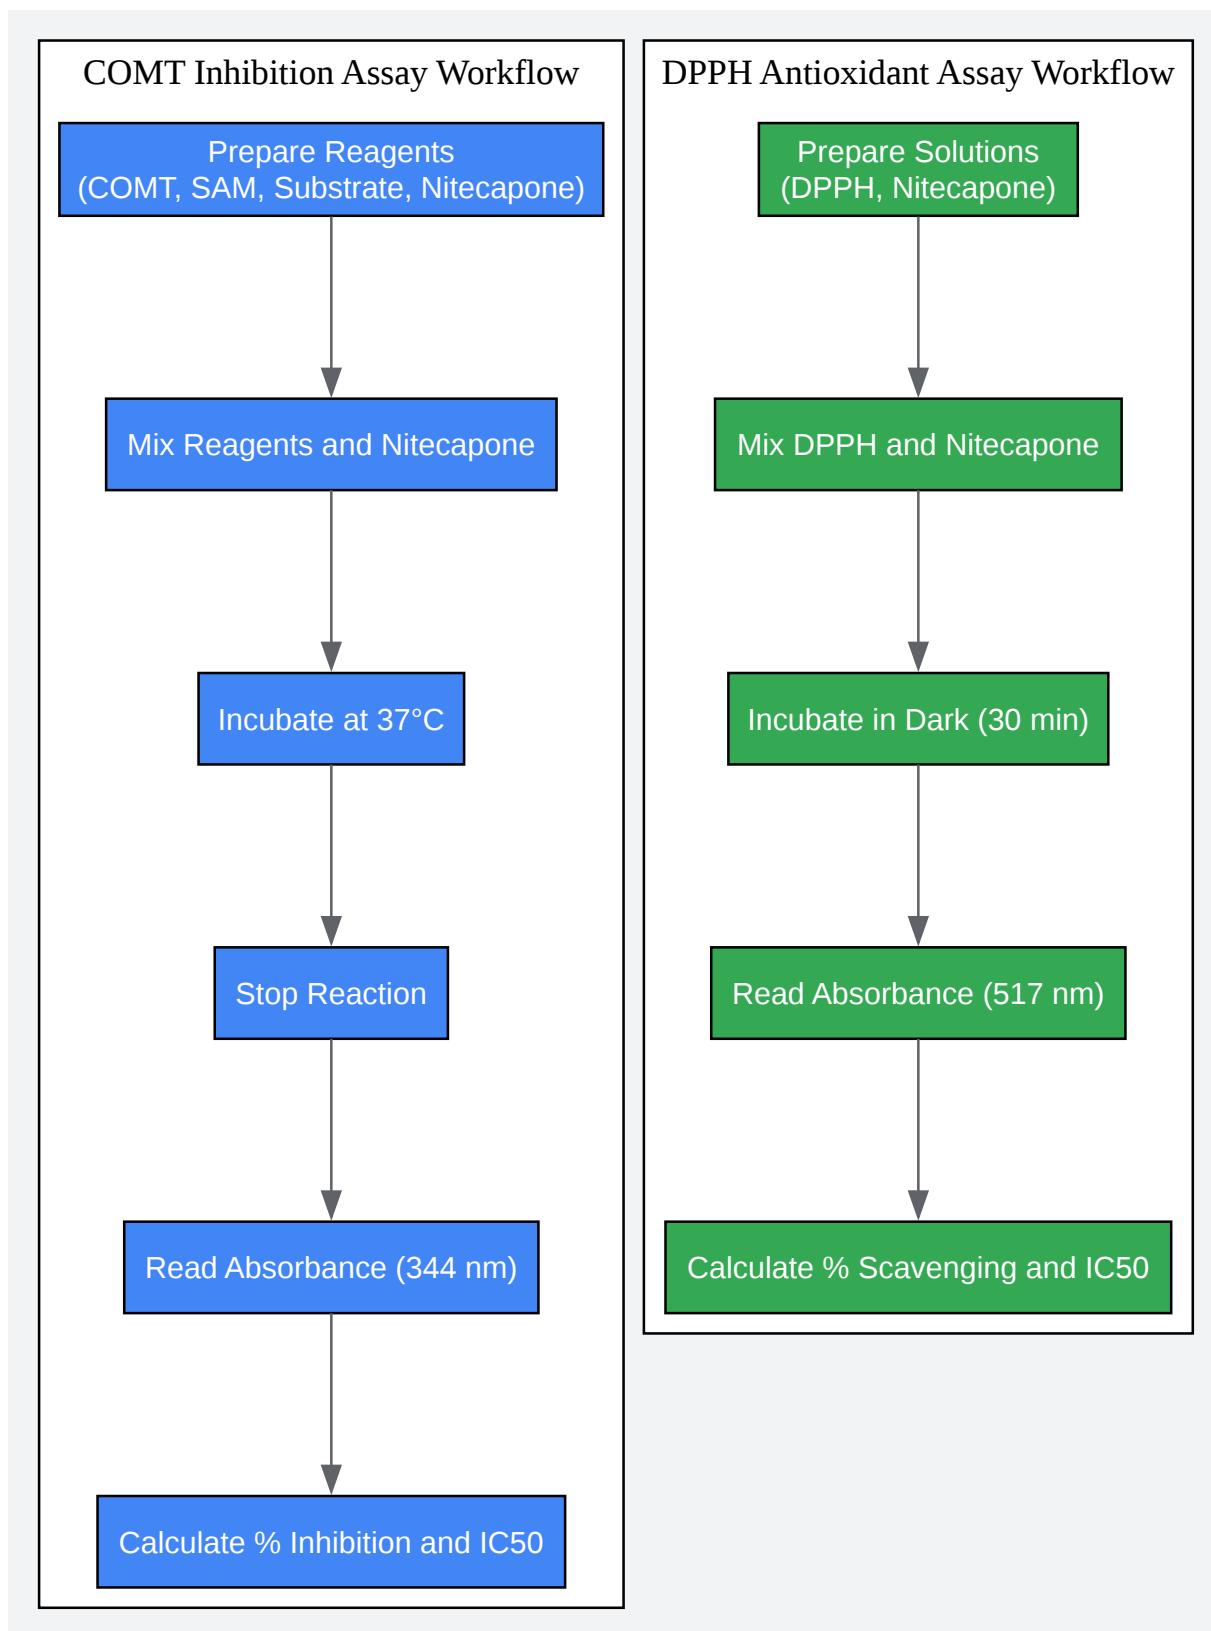 COMT Inhibition Assay Workflow
Prepare Reagents
(COMT, SAM, Substrate, Nitecapone)
Mix Reagents and Nitecapone
Incubate at 37°C
Stop Reaction
Read Absorbance (344 nm)
Calculate % Inhibition and IC50
DPPH Antioxidant Assay Workflow
Prepare Solutions
(DPPH, Nitecapone)
Mix DPPH and Nitecapone
Incubate in Dark (30 min)
Read Absorbance (517 nm)
Calculate % Scavenging and IC50